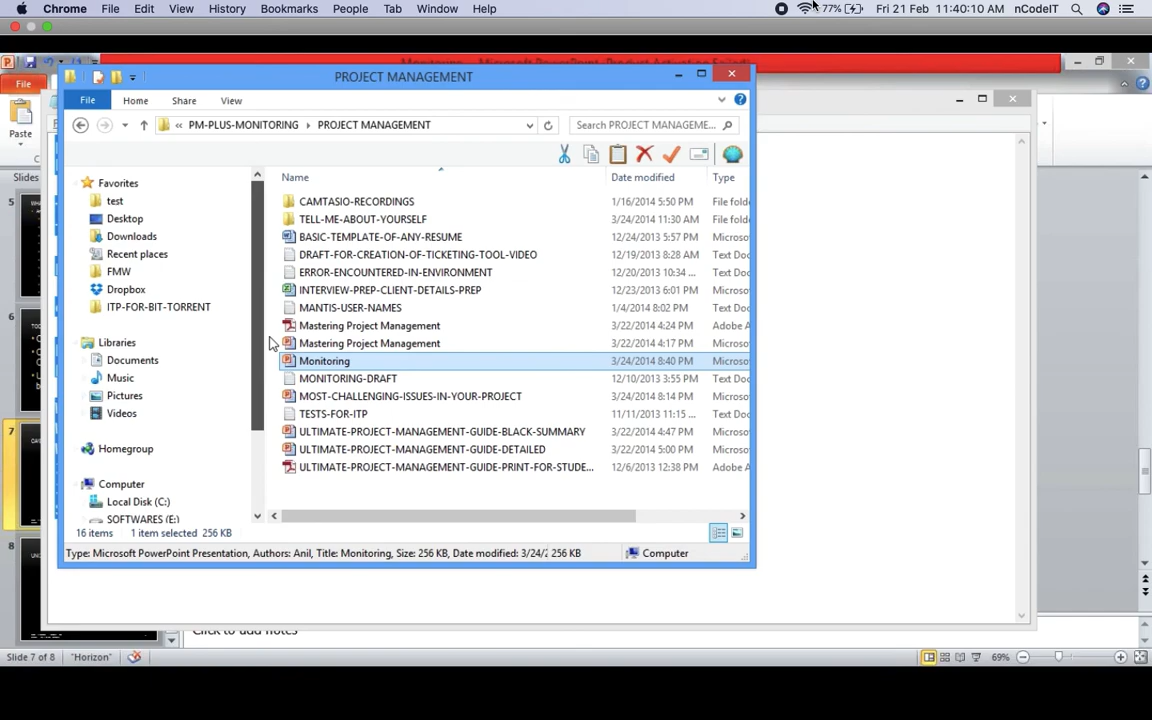 Chrome File Edit View History Bookmarks People Tab Window Help 77% Fri 21 Feb 11:40:10 AM nCodeIT
Monitoring - Microsoft PowerPoint (Product Activation Failed)
PROJECT MANAGEMENT
File
File Home Share View
Paste
PM-PLUS-MONITORING PROJECT MANAGEMENT Search PROJECT MANAGEME...
Slides
Name Date modified Type
Favorites
test
Desktop
Downloads
Recent places
FMW
Dropbox
ITP-FOR-BIT-TORRENT
Libraries
Documents
Music
Pictures
Videos
Homegroup
Computer
Local Disk (C:)
SOFTWARES (E:)
CAMTASIO-RECORDINGS 1/16/2014 5:50 PM File fold
TELL-ME-ABOUT-YOURSELF 3/24/2014 11:30 AM File fold
BASIC-TEMPLATE-OF-ANY-RESUME 12/24/2013 5:57 PM Microso
DRAFT-FOR-CREATION-OF-TICKETING-TOOL-VIDEO 12/19/2013 8:28 AM Text Doc
ERROR-ENCOUNTERED-IN-ENVIRONMENT 12/20/2013 10:34 ... Text Doc
INTERVIEW-PREP-CLIENT-DETAILS-PREP 12/23/2013 6:01 PM Microso
MANTIS-USER-NAMES 1/4/2014 8:02 PM Text Doc
Mastering Project Management 3/22/2014 4:24 PM Adobe A
Mastering Project Management 3/22/2014 4:17 PM Microso
Monitoring 3/24/2014 8:40 PM Microso
MONITORING-DRAFT 12/10/2013 3:55 PM Text Doc
MOST-CHALLENGING-ISSUES-IN-YOUR-PROJECT 3/24/2014 8:14 PM Microso
TESTS-FOR-ITP 11/11/2013 11:15 ... Text Doc
ULTIMATE-PROJECT-MANAGEMENT-GUIDE-BLACK-SUMMARY 3/22/2014 4:47 PM Microso
ULTIMATE-PROJECT-MANAGEMENT-GUIDE-DETAILED 3/22/2014 5:00 PM Microso
ULTIMATE-PROJECT-MANAGEMENT-GUIDE-PRINT-FOR-STUDE... 12/6/2013 12:38 PM Adobe A
5
6
7
8
16 items 1 item selected 256 KB
Type: Microsoft PowerPoint Presentation, Authors: Anil, Title: Monitoring, Size: 256 KB, Date modified: 3/24/2 256 KB Computer
Click to add notes
Slide 7 of 8 "Horizon" 69%